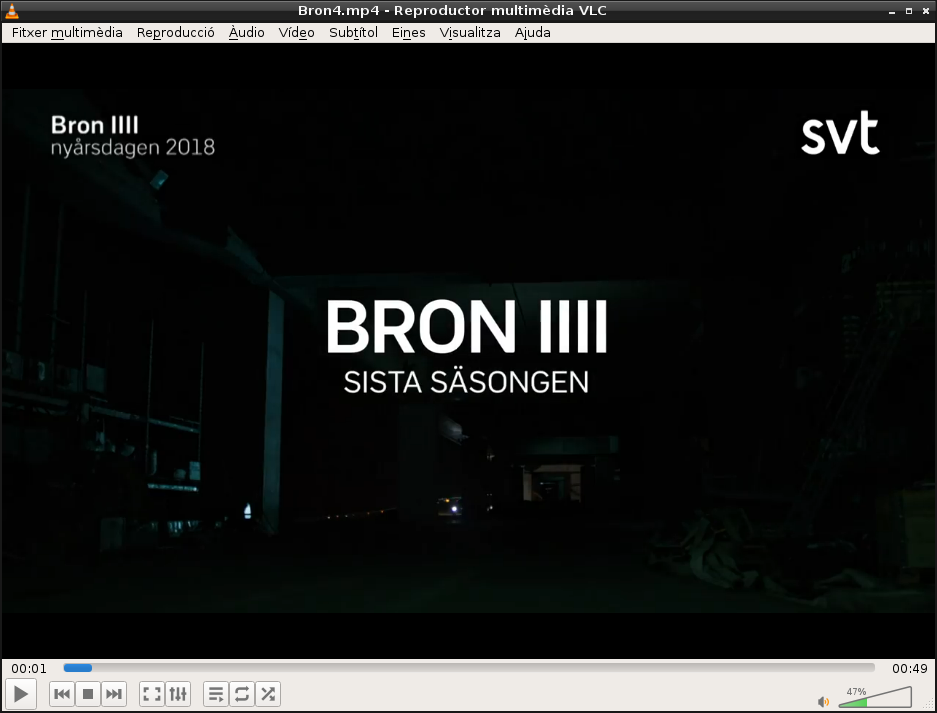 Bron4.mp4 - Reproductor multimèdia VLC
Fitxer multimèdia Reproducció Àudio Vídeo Subtítol Eines Visualitza Ajuda
Bron IIII
nyårsdagen 2018
svt
BRON IIII
SISTA SÄSONGEN
00:01 00:49
47%